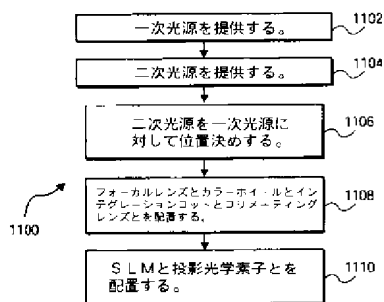 一次光源を提供する。
1102
二次光源を提供する。
1104
二次光源を一次光源に
対して位置決めする。
1106
フォーカルレンズとカラーホイールとイン
テグレーションロットとコリメーティング
レンズとを配置する。
1108
1100
SLMと投影光学素子とを
配置する。
1110